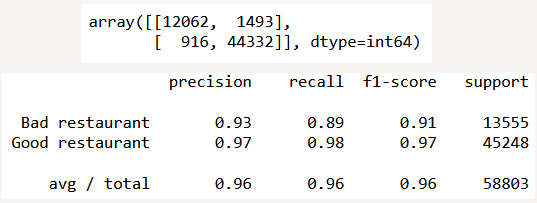 array([[12062,  1493],
       [  916, 44332]], dtype=int64)
precision    recall  f1-score   support
Bad restaurant       0.93      0.89      0.91     13555
Good restaurant       0.97      0.98      0.97     45248
avg / total       0.96      0.96      0.96     58803